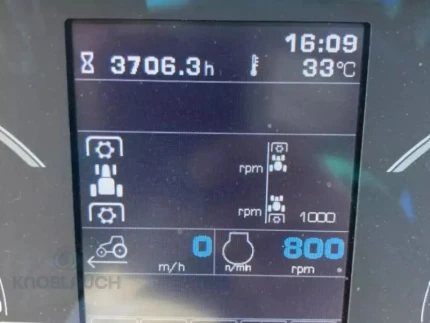 16:09
3706.3h 33°C
rpm
rpm 1000
0 800
m/h n/min rpm
KNOBLAUCH